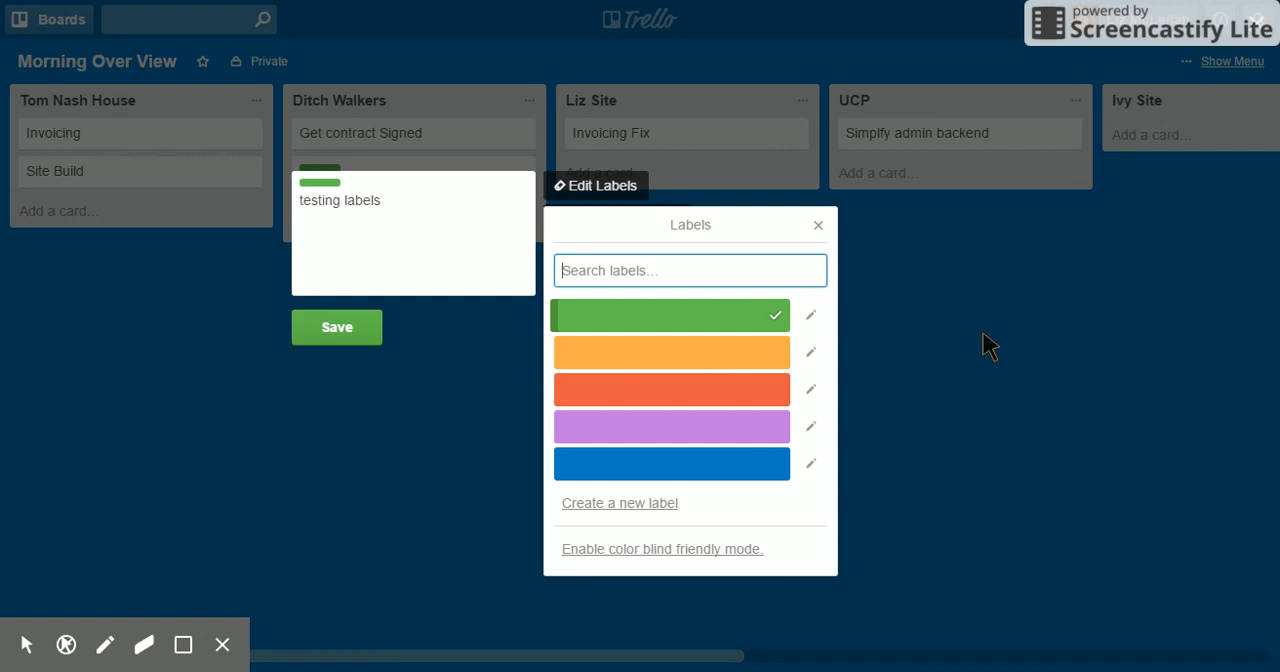 Boards
Trello
powered by
Screencastify Lite
Morning Over View
Private
... Show Menu
Tom Nash House ...
Invoicing
Site Build
Add a card...
Ditch Walkers ...
Get contract Signed
testing labels
Save
Edit Labels
Labels
Search labels...
Create a new label
Enable color blind friendly mode.
Liz Site ...
Invoicing Fix
Add a card...
UCP ...
Simplfy admin backend
Add a card...
Ivy Site
Add a card...